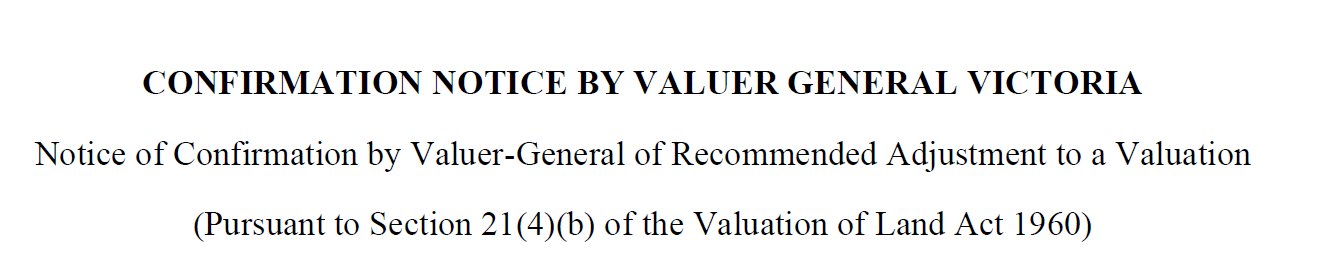 CONFIRMATION NOTICE BY VALUER GENERAL VICTORIA
Notice of Confirmation by Valuer-General of Recommended Adjustment to a Valuation
(Pursuant to Section 21(4)(b) of the Valuation of Land Act 1960)